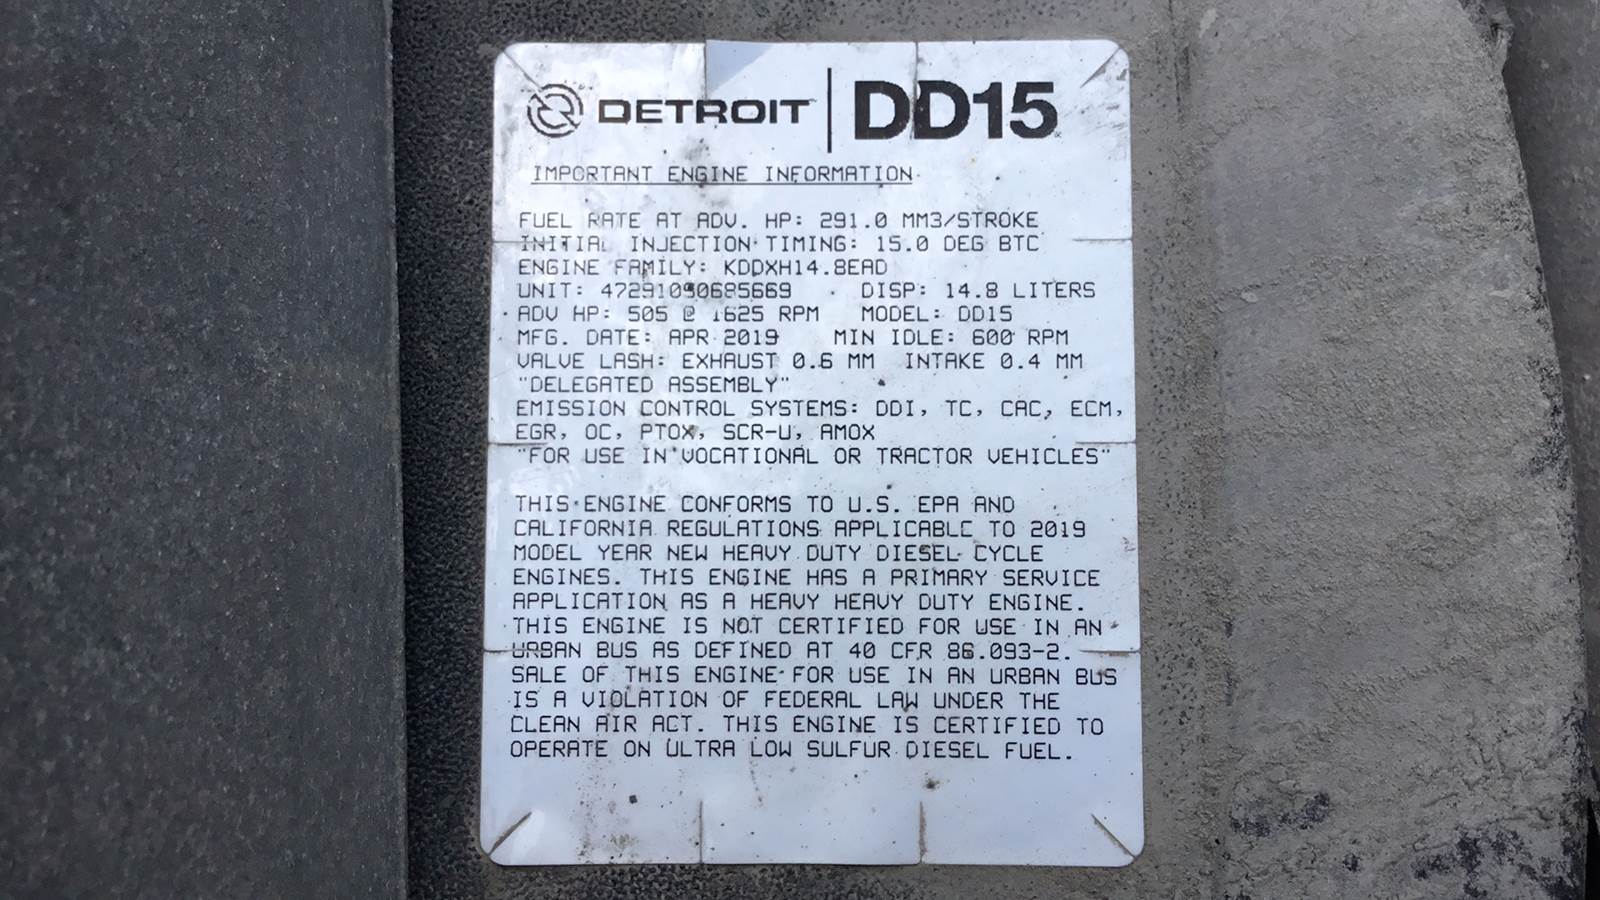 DETROIT DD15
IMPORTANT ENGINE INFORMATION
FUEL RATE AT ADV. HP: 291.0 MM3/STROKE
INITIAL INJECTION TIMING: 15.0 DEG BTC
ENGINE FAMILY: KDDXH14.8EAD
UNIT: DISP: 14.8 LITERS
ADV HP: 505 @ 1625 RPM MODEL: DD15
MFG. DATE: APR 2019 MIN IDLE: 600 RPM
VALVE LASH: EXHAUST 0.6 MM INTAKE 0.4 MM
"DELEGATED ASSEMBLY"
EMISSION CONTROL SYSTEMS: DDI, TC, CAC, ECM,
EGR, OC, PTOX, SCR-U, AMOX
"FOR USE IN VOCATIONAL OR TRACTOR VEHICLES"
THIS ENGINE CONFORMS TO U.S. EPA AND
CALIFORNIA REGULATIONS APPLICABLE TO 2019
MODEL YEAR NEW HEAVY DUTY DIESEL CYCLE
ENGINES. THIS ENGINE HAS A PRIMARY SERVICE
APPLICATION AS A HEAVY HEAVY DUTY ENGINE.
THIS ENGINE IS NOT CERTIFIED FOR USE IN AN
URBAN BUS AS DEFINED AT 40 CFR 86.093-2.
SALE OF THIS ENGINE FOR USE IN AN URBAN BUS
IS A VIOLATION OF FEDERAL LAW UNDER THE
CLEAN AIR ACT. THIS ENGINE IS CERTIFIED TO
OPERATE ON ULTRA LOW SULFUR DIESEL FUEL.